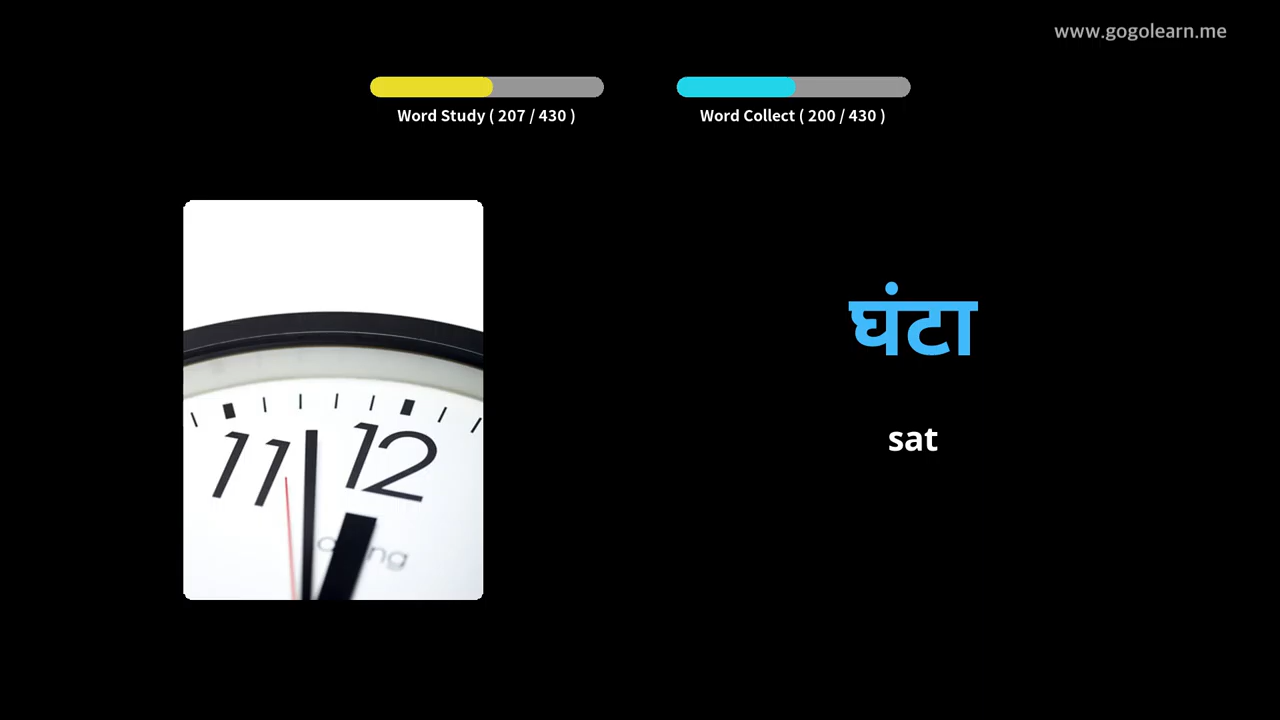 www.gogolearn.me
Word Study ( 207 / 430 )
Word Collect ( 200 / 430 )
11 12
घंटा
sat